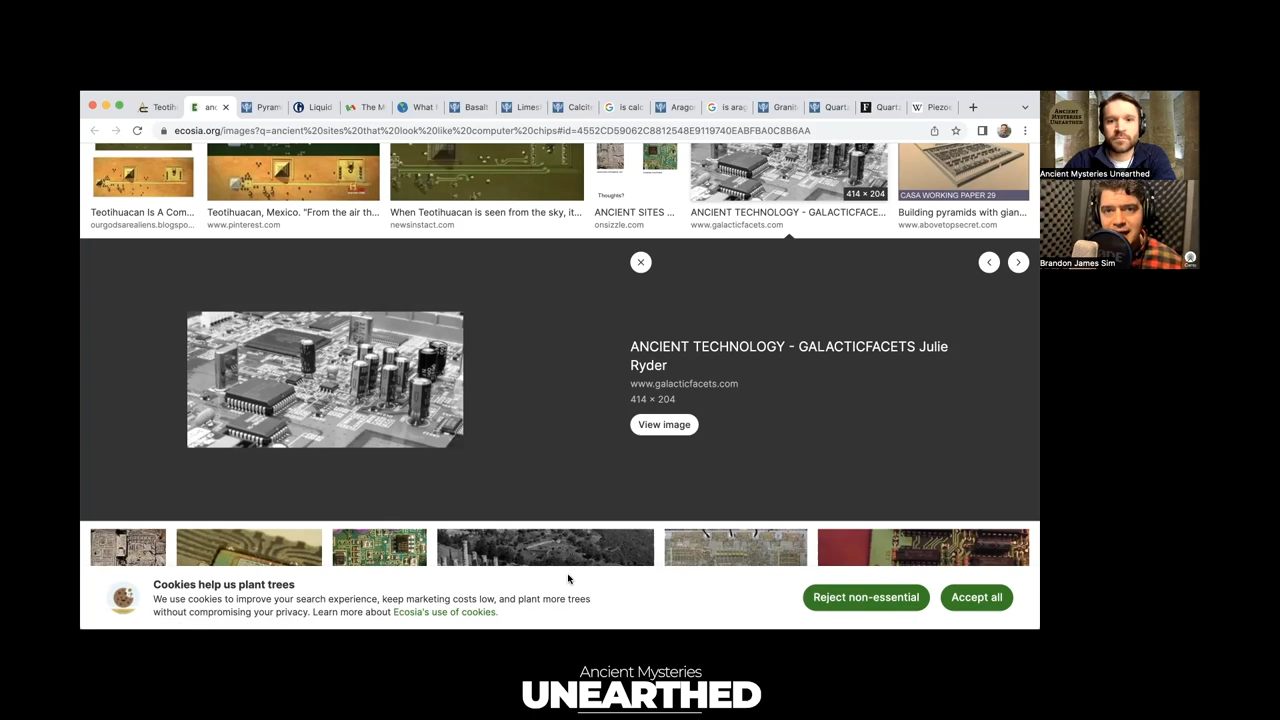 Teotih
anc
Pyram
Liquid
The M
What
Basalt
Limes
Calcit
is calc
Arago
is arag
Granit
Quart
Quart
Piezoe
ecosia.org/images?q=ancient%20sites%20that%20look%20like%20computer%20chips#id=4552CD59062C8812548E9119740EABFBA0C8B6AA
ANCIENT
MYSTERIES
UNEARTHED
Ancient Mysteries Unearthed
Brandon James Sim
Thoughts?
414 × 204
CASA WORKING PAPER 29
Teotihuacan Is A Com...
ourgodsarealiens.blogspo...
Teotihuacan, Mexico. "From the air th...
www.pinterest.com
When Teotihuacan is seen from the sky, it...
newsinstact.com
ANCIENT SITES ...
onsizzle.com
ANCIENT TECHNOLOGY - GALACTICFACE...
www.galacticfacets.com
Building pyramids with gian...
www.abovetopsecret.com
ANCIENT TECHNOLOGY - GALACTICFACETS Julie
Ryder
www.galacticfacets.com
414 × 204
View image
Cookies help us plant trees
We use cookies to improve your search experience, keep marketing costs low, and plant more trees
without compromising your privacy. Learn more about Ecosia's use of cookies.
Reject non-essential
Accept all
Ancient Mysteries
UNEARTHED